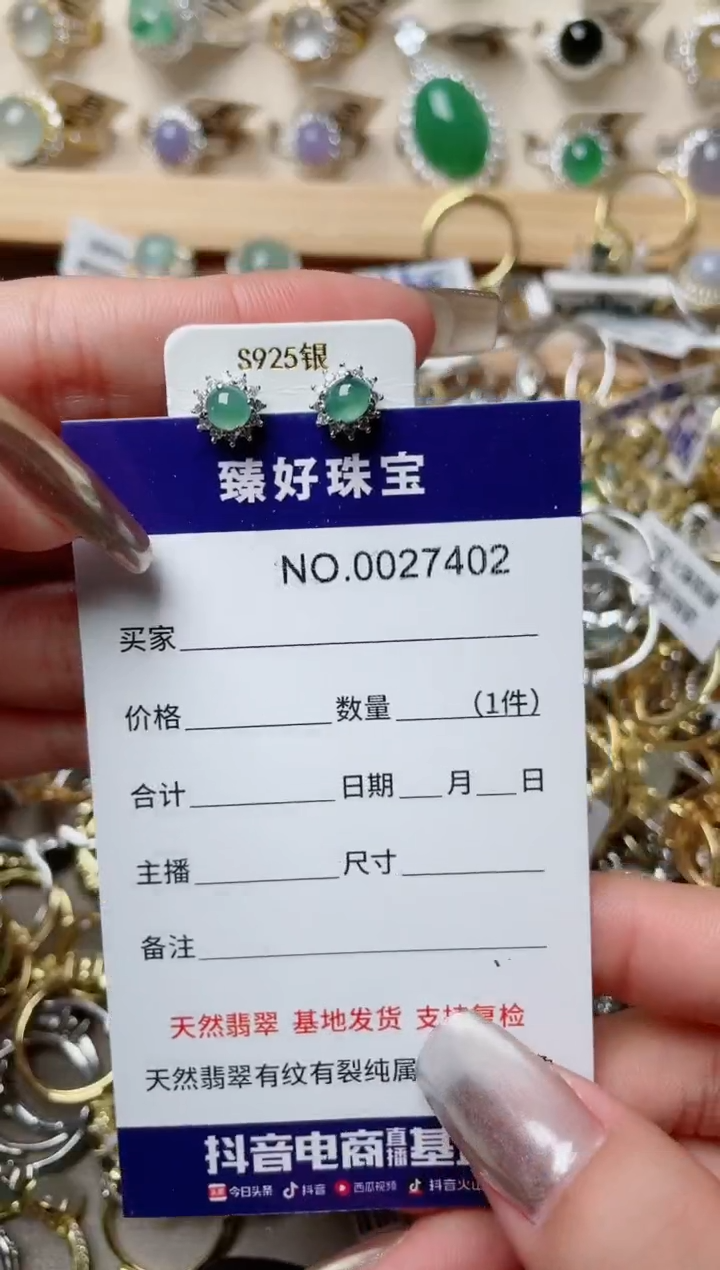 S925银
臻好珠宝
NO.0027402
买家
价格 数量 (1件)
合计 日期 月 日
主播 尺寸
备注
天然翡翠 基地发货 支持复检
天然翡翠有纹有裂纯属
抖音电商直播基
今日头条 抖音 西瓜视频 抖音火山